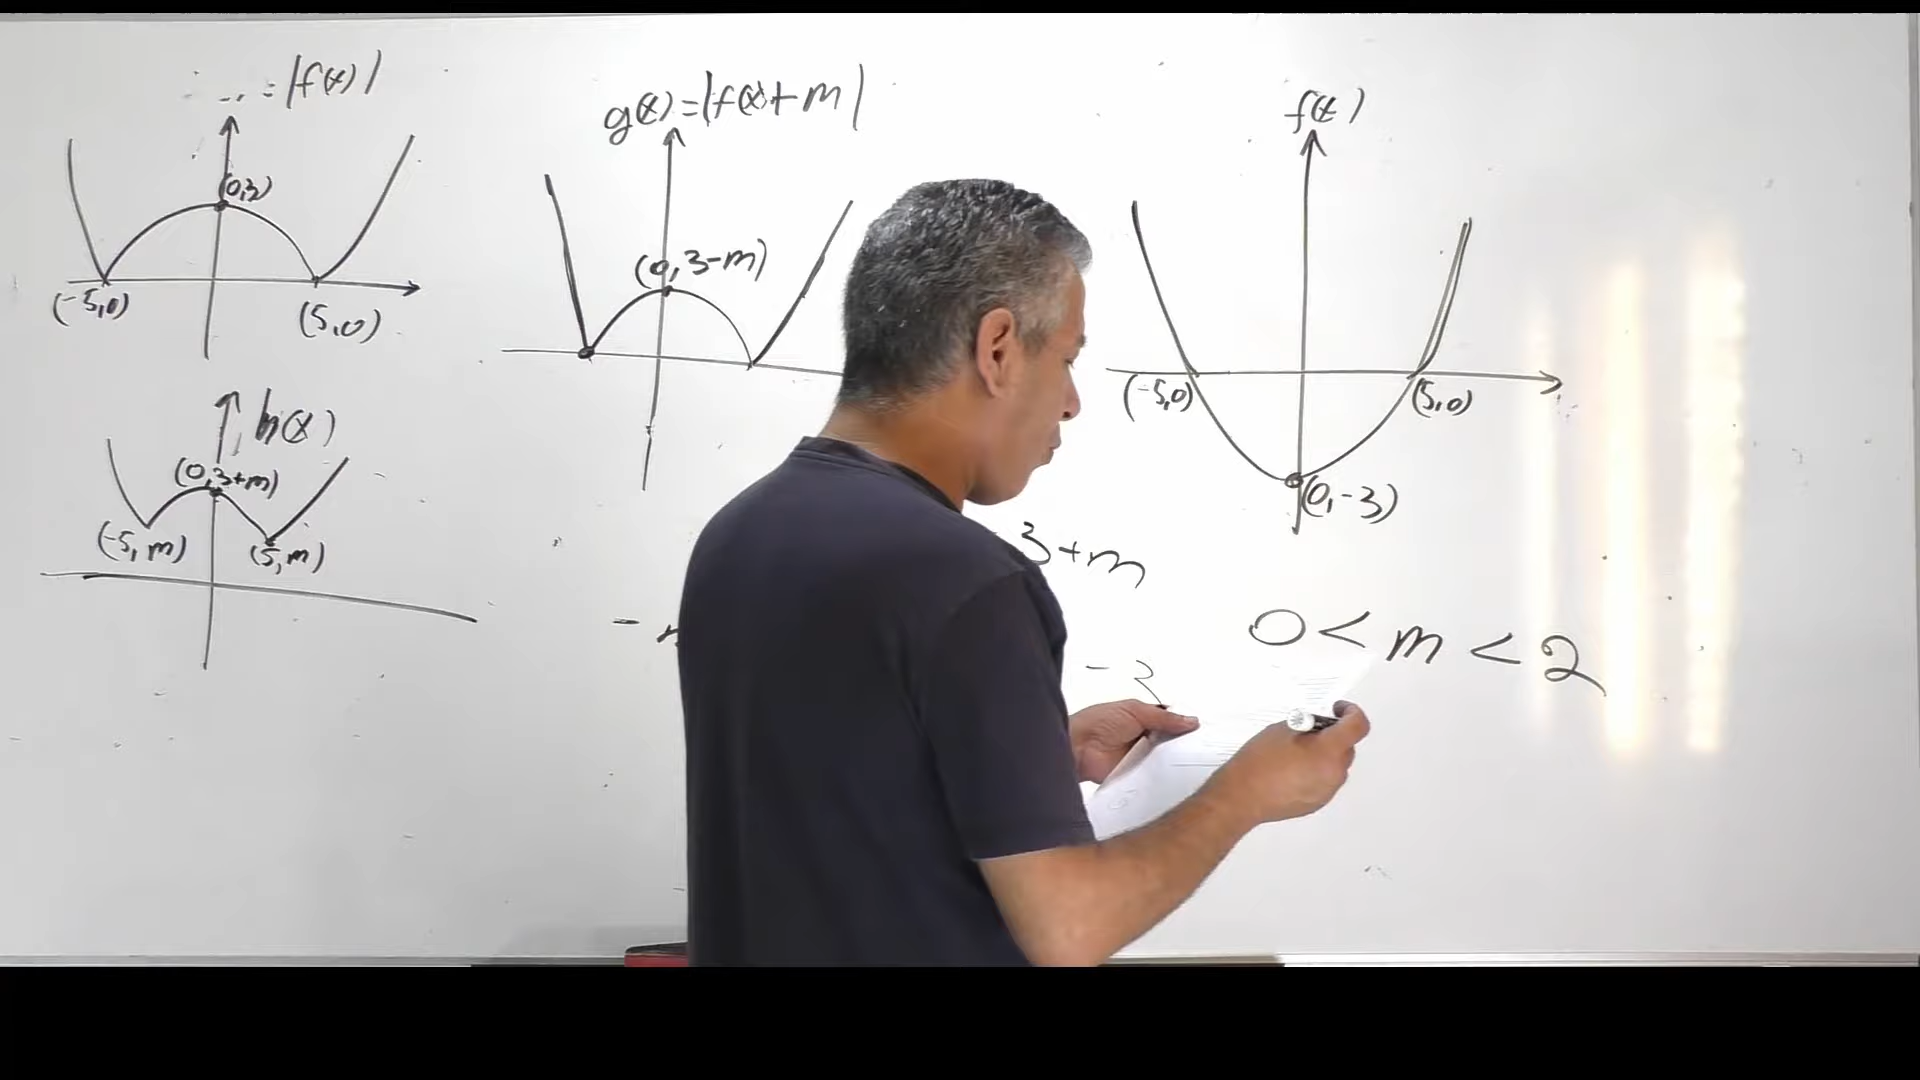 = |f(x)|
(0,3)
(-5,0)
(5,0)
h(x)
(0,3+m)
(-5,m)
(5,m)
g(x)=|f(x)+m|
(0,3-m)
f(x)
(-5,0)
(5,0)
(0,-3)
3+m
0<m<2